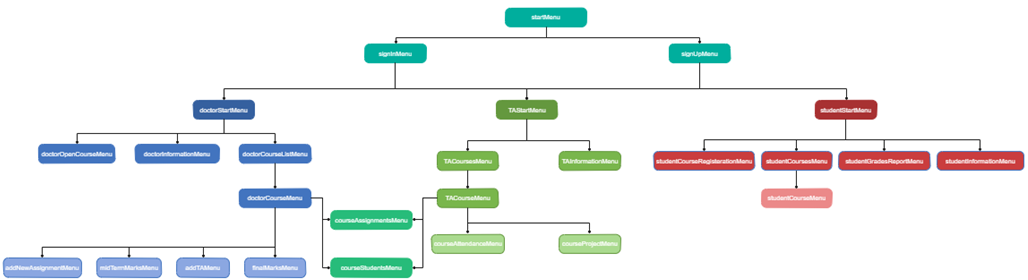 startMenu
signInMenu
signUpMenu
doctorStartMenu
TAStartMenu
studentStartMenu
doctorOpenCourseMenu
doctorInformationMenu
doctorCourseListMenu
TACoursesMenu
TAInformationMenu
studentCourseRegisterationMenu
studentCoursesMenu
studentGradesReportMenu
studentInformationMenu
doctorCourseMenu
TACourseMenu
studentCourseMenu
courseAssignmentsMenu
courseAttendanceMenu
courseProjectMenu
addNewAssignmentMenu
midTermMarksMenu
addTAMenu
finalMarksMenu
courseStudentsMenu